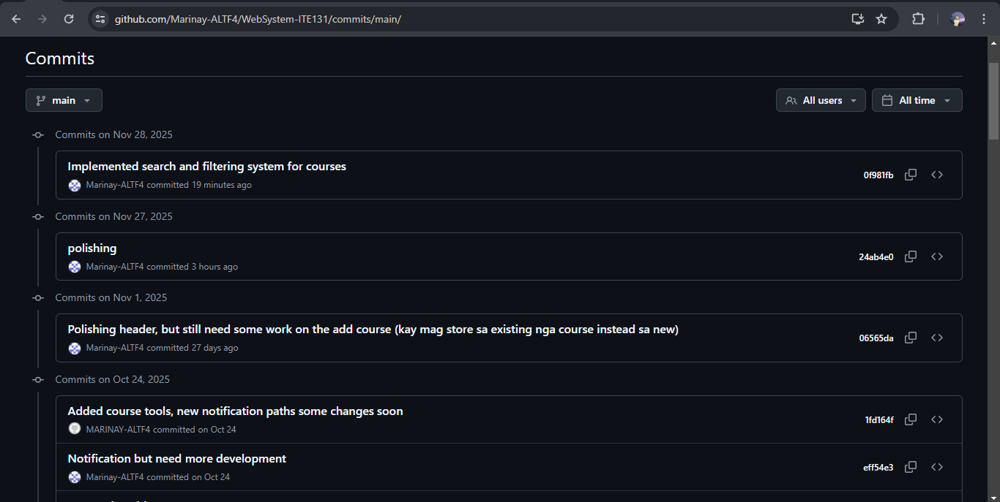 github.com/Marinay-ALTF4/WebSystem-ITE131/commits/main/
Commits
main
All users
All time
Commits on Nov 28, 2025
Implemented search and filtering system for courses
Marinay-ALTF4 committed 19 minutes ago
0f981fb
Commits on Nov 27, 2025
polishing
Marinay-ALTF4 committed 3 hours ago
24ab4e0
Commits on Nov 1, 2025
Polishing header, but still need some work on the add course (kay mag store sa existing nga course instead sa new)
Marinay-ALTF4 committed 27 days ago
06565da
Commits on Oct 24, 2025
Added course tools, new notification paths some changes soon
MARINAY-ALTF4 committed on Oct 24
1fd164f
Notification but need more development
Marinay-ALTF4 committed on Oct 24
eff54e3